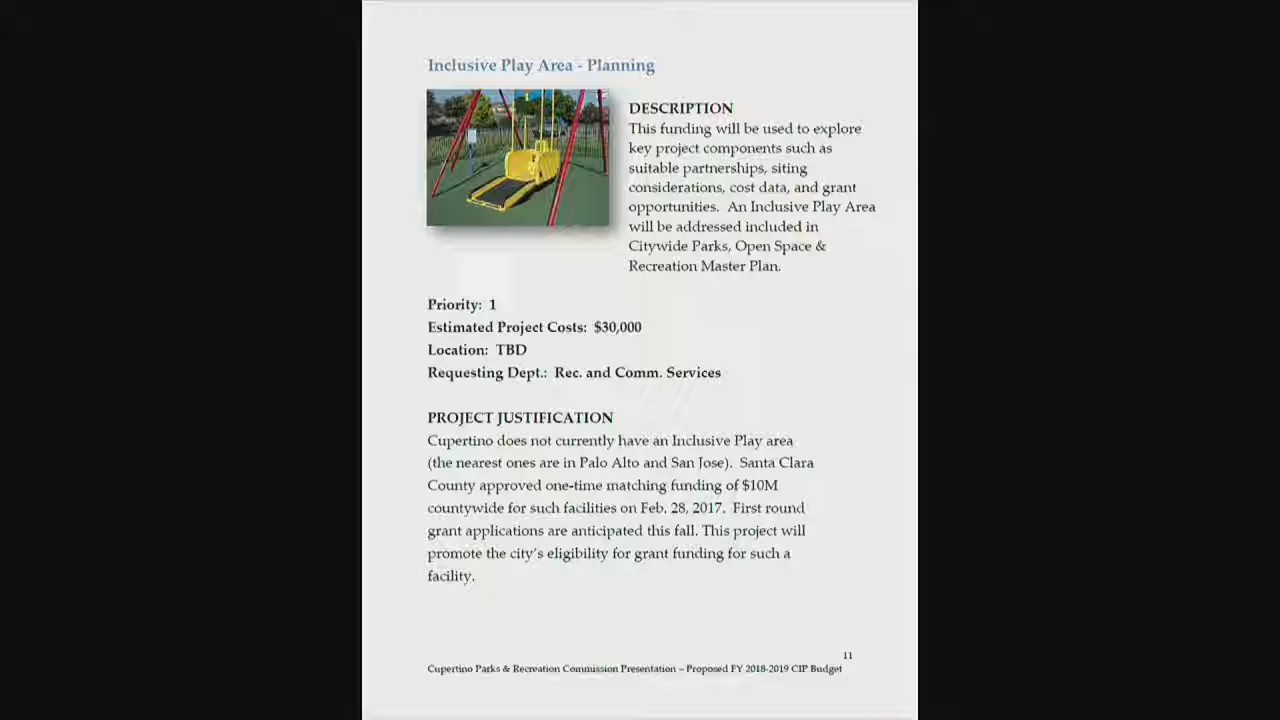 Inclusive Play Area - Planning
DESCRIPTION
This funding will be used to explore
key project components such as
suitable partnerships, siting
considerations, cost data, and grant
opportunities.  An Inclusive Play Area
will be addressed included in
Citywide Parks, Open Space &
Recreation Master Plan.
Priority:  1
Estimated Project Costs:  $30,000
Location:  TBD
Requesting Dept.:  Rec. and Comm. Services
PROJECT JUSTIFICATION
Cupertino does not currently have an Inclusive Play area
(the nearest ones are in Palo Alto and San Jose).  Santa Clara
County approved one-time matching funding of $10M
countywide for such facilities on Feb. 28, 2017.  First round
grant applications are anticipated this fall. This project will
promote the city's eligibility for grant funding for such a
facility.
11
Cupertino Parks & Recreation Commission Presentation – Proposed FY 2018-2019 CIP Budget